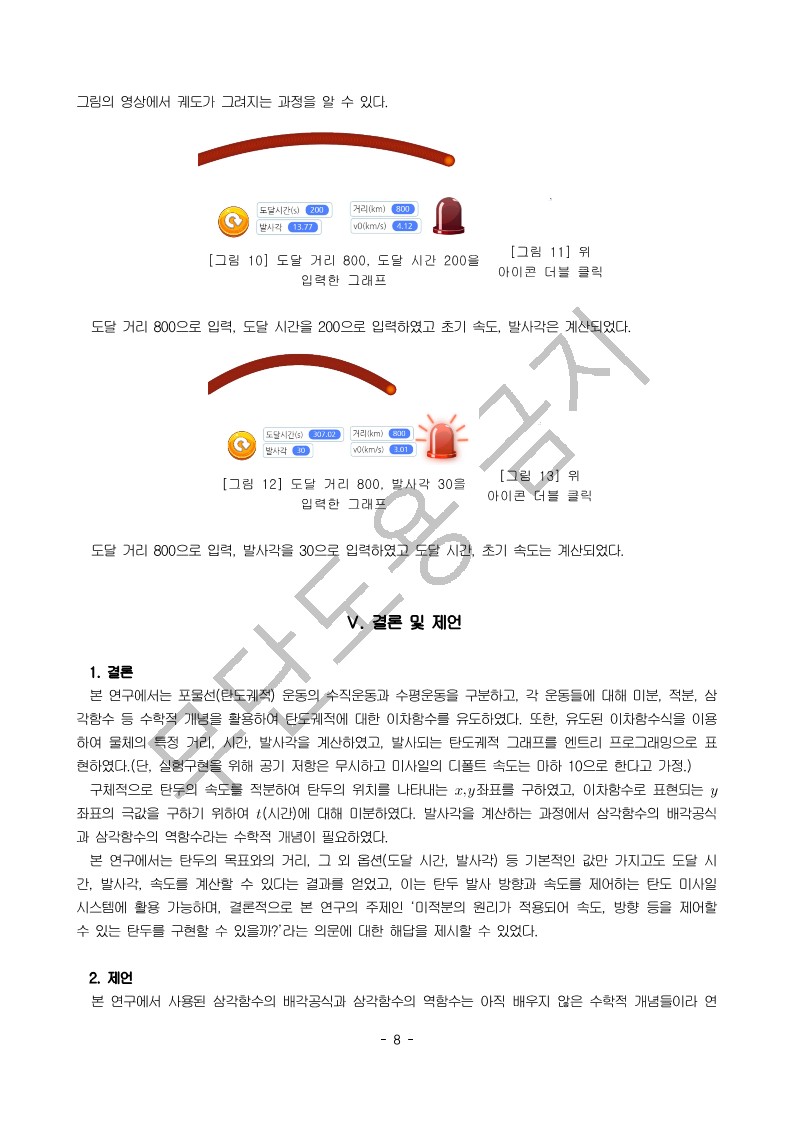 그림의 영상에서 궤도가 그려지는 과정을 알 수 있다.
도달시간(s) 200
거리(km) 800
발사각 13.77
v0(km/s) 4.12
[그림 10] 도달 거리 800, 도달 시간 200을
입력한 그래프
[그림 11] 위
아이콘 더블 클릭
도달 거리 800으로 입력, 도달 시간을 200으로 입력하였고 초기 속도, 발사각은 계산되었다.
도달시간(s) 307.02
거리(km) 800
발사각 30
v0(km/s) 3.01
[그림 12] 도달 거리 800, 발사각 30을
입력한 그래프
[그림 13] 위
아이콘 더블 클릭
도달 거리 800으로 입력, 발사각을 30으로 입력하였고 도달 시간, 초기 속도는 계산되었다.
Ⅴ. 결론 및 제언
1. 결론
본 연구에서는 포물선(탄도궤적) 운동의 수직운동과 수평운동을 구분하고, 각 운동들에 대해 미분, 적분, 삼
각함수 등 수학적 개념을 활용하여 탄도궤적에 대한 이차함수를 유도하였다. 또한, 유도된 이차함수식을 이용
하여 물체의 특정 거리, 시간, 발사각을 계산하였고, 발사되는 탄도궤적 그래프를 엔트리 프로그래밍으로 표
현하였다.(단, 실험구현을 위해 공기 저항은 무시하고 미사일의 디폴트 속도는 마하 10으로 한다고 가정.)
구체적으로 탄두의 속도를 적분하여 탄두의 위치를 나타내는 x,y좌표를 구하였고, 이차함수로 표현되는 y
좌표의 극값을 구하기 위하여 t(시간)에 대해 미분하였다. 발사각을 계산하는 과정에서 삼각함수의 배각공식
과 삼각함수의 역함수라는 수학적 개념이 필요하였다.
본 연구에서는 탄두의 목표와의 거리, 그 외 옵션(도달 시간, 발사각) 등 기본적인 값만 가지고도 도달 시
간, 발사각, 속도를 계산할 수 있다는 결과를 얻었고, 이는 탄두 발사 방향과 속도를 제어하는 탄도 미사일
시스템에 활용 가능하며, 결론적으로 본 연구의 주제인 ‘미적분의 원리가 적용되어 속도, 방향 등을 제어할
수 있는 탄두를 구현할 수 있을까?’라는 의문에 대한 해답을 제시할 수 있었다.
2. 제언
본 연구에서 사용된 삼각함수의 배각공식과 삼각함수의 역함수는 아직 배우지 않은 수학적 개념들이라 연
- 8 -
무단도용 금지